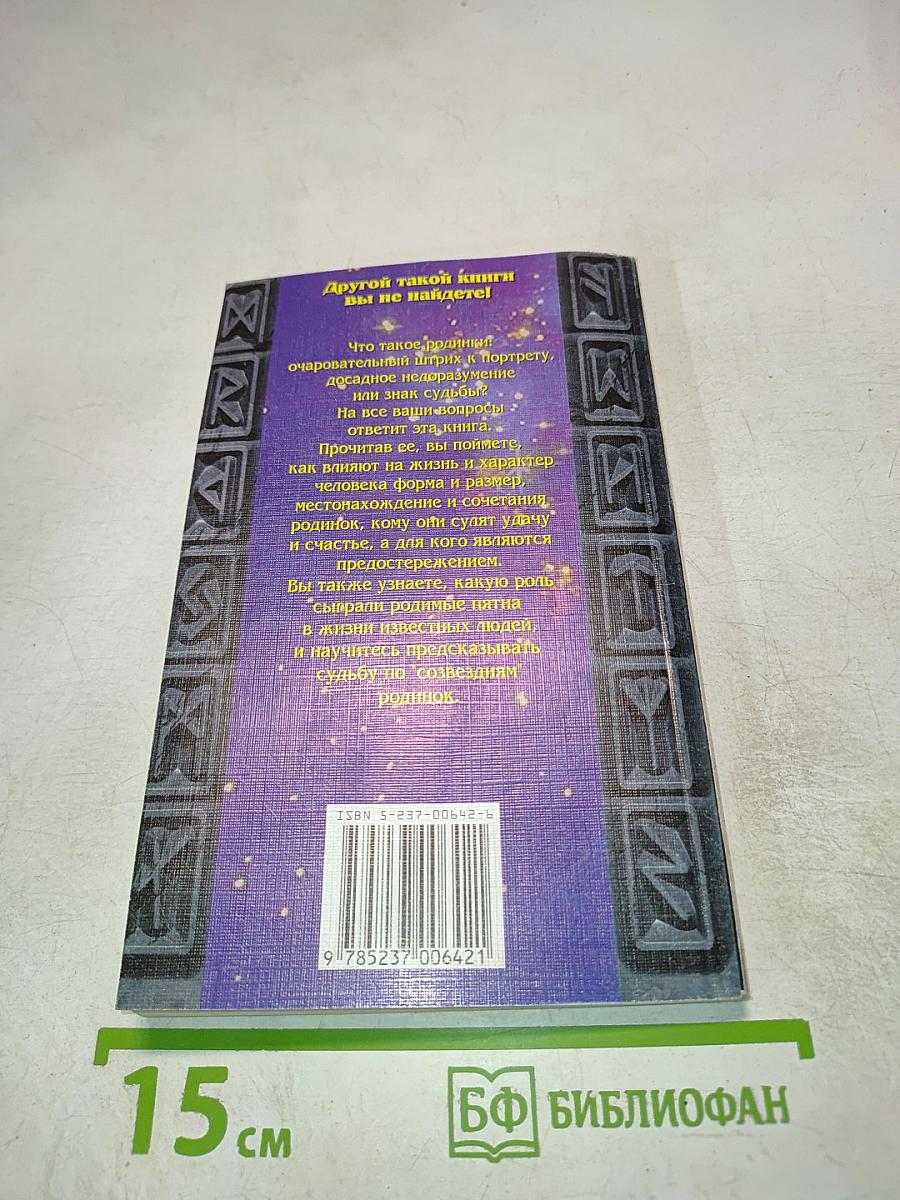 Другой такой книги
вы не найдете!
Что такое родинки:
очаровательный штрих к портрету,
досадное недоразумение
или знак судьбы?
На все ваши вопросы
ответит эта книга.
Прочитав ее, вы поймете,
как влияют на жизнь и характер
человека форма и размер,
местонахождение и сочетания
родинок, кому они сулят удачу
и счастье, а для кого являются
предостережением.
Вы также узнаете, какую роль
сыграли родимые пятна
в жизни известных людей,
и научитесь предсказывать
судьбу по "созвездиям"
родинок.
ISBN 5-237-00642-6
9 785237 006421
15 см
БФ БИБЛИОФАН